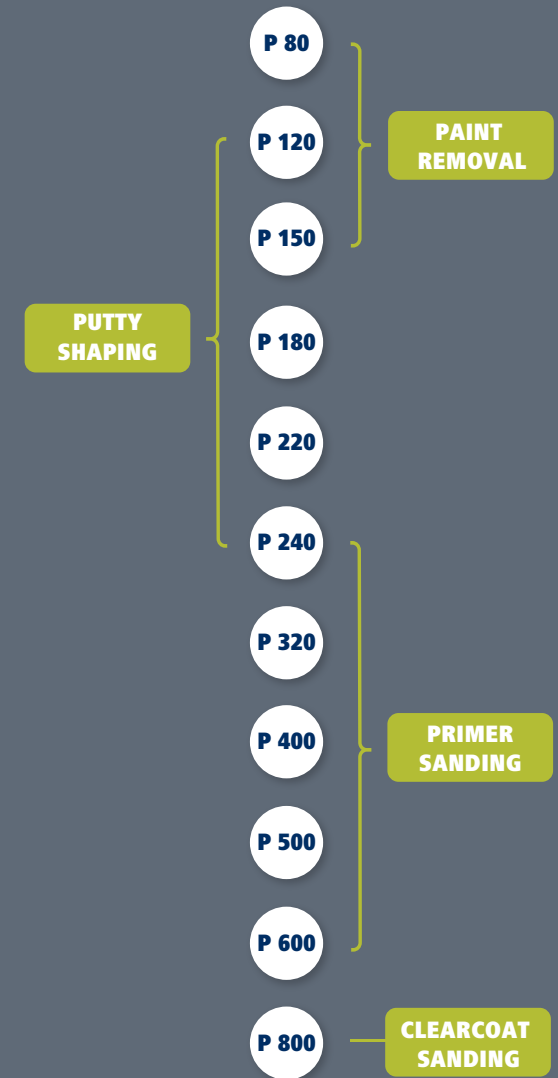 P 80
P 120
PAINT
REMOVAL
P 150
PUTTY
SHAPING
P 180
P 220
P 240
P 320
P 400
PRIMER
SANDING
P 500
P 600
P 800
CLEARCOAT
SANDING